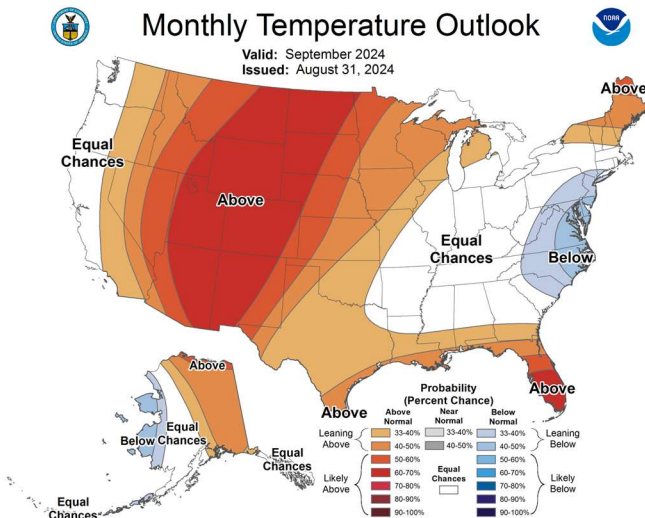 Monthly Temperature Outlook
NOAA
Valid: September 2024
Issued: August 31, 2024
Above
Equal
Chances
Above
Equal
Chances
Below
Above
Above
Above
Equal
Below Chances
Equal
Chances
Equal
Chances
Probability
(Percent Chance)
Above
Normal
Near
Normal
Below
Normal
Leaning
Above
33-40%
40-50%
33-40%
40-50%
33-40%
40-50%
Leaning
Below
Likely
Above
50-60%
60-70%
70-80%
80-90%
90-100%
Equal
Chances
50-60%
60-70%
70-80%
80-90%
90-100%
Likely
Below